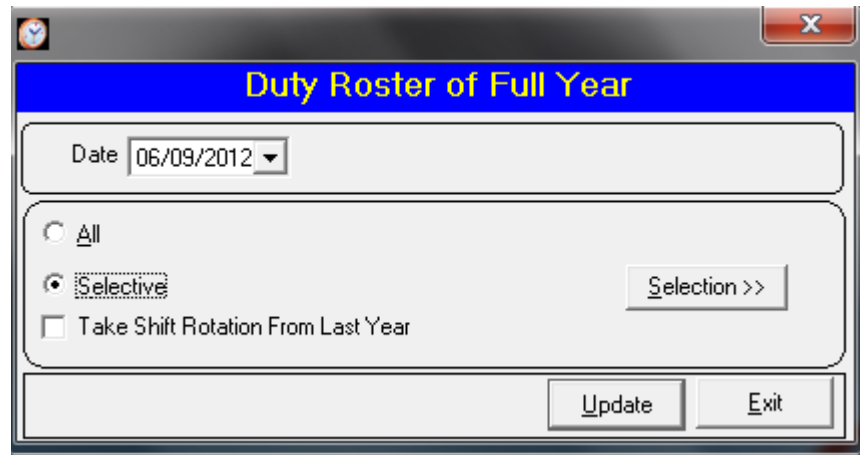 Duty Roster of Full Year
Date 06/09/2012
All
Selective
Selection >>
Take Shift Rotation From Last Year
Update Exit